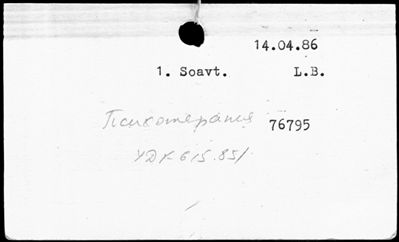 14.04.86
1. Soavt. L.B.
Психотерапия 76795
УДК 615.851